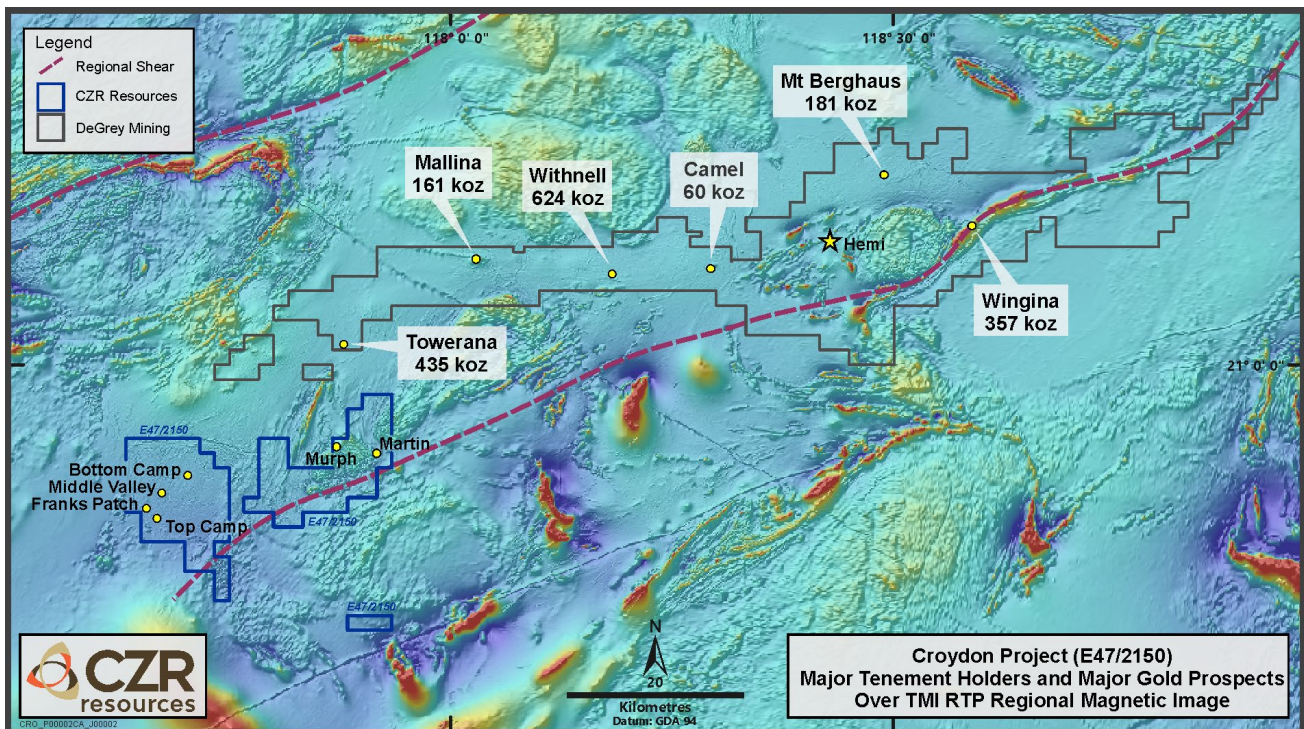 Legend
Regional Shear
CZR Resources
DeGrey Mining
118° 0' 0"
118° 30' 0"
Mt Berghaus
181 koz
Mallina
161 koz
Withnell
624 koz
Camel
60 koz
Hemi
Wingina
357 koz
Towerana
435 koz
21° 0' 0"
E47/2150
Bottom Camp
Middle Valley
Franks Patch
Top Camp
Murph
Martin
E47/2150
E47/2150
CZR
resources
CRO_P00002CA_J00002
N
20
Kilometres
Datum: GDA 94
Croydon Project (E47/2150)
Major Tenement Holders and Major Gold Prospects
Over TMI RTP Regional Magnetic Image